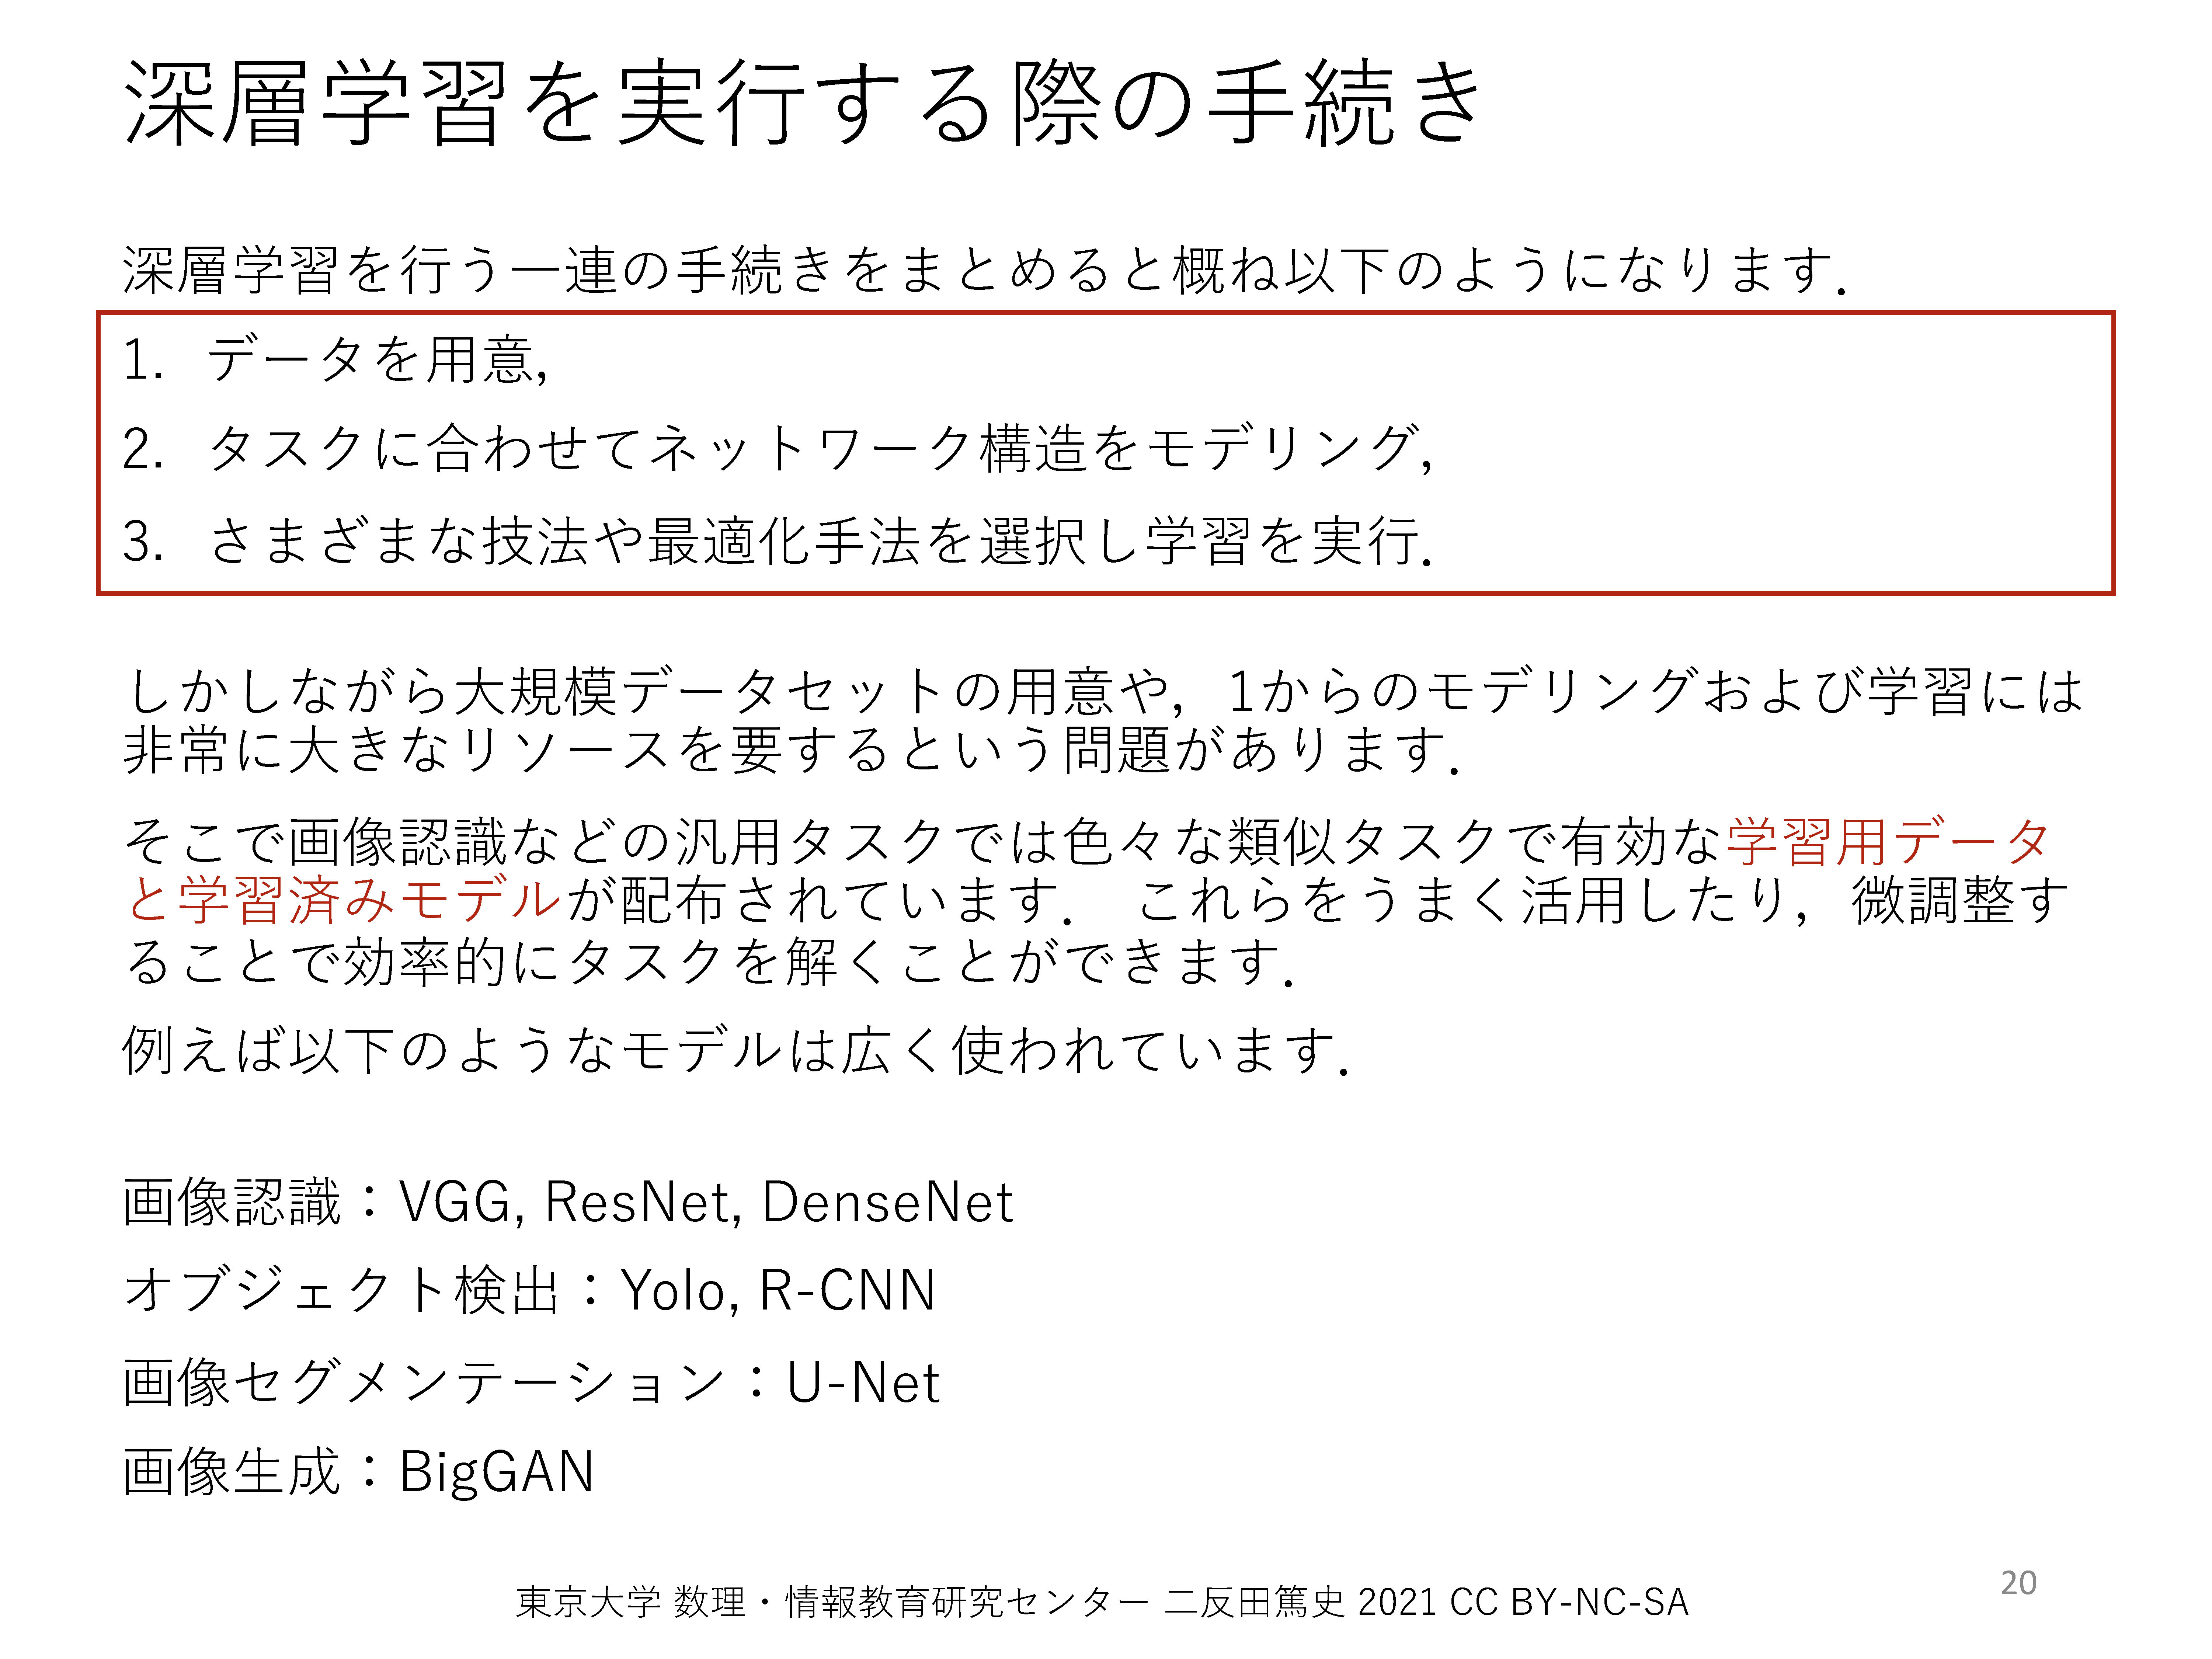 深層学習を実行する際の手続き
深層学習を行う一連の手続きをまとめると概ね以下のようになります．
1. データを用意,
2. タスクに合わせてネットワーク構造をモデリング,
3. さまざまな技法や最適化手法を選択し学習を実行.
しかしながら大規模データセットの用意や，1からのモデリングおよび学習には
非常に大きなリソースを要するという問題があります．
そこで画像認識などの汎用タスクでは色々な類似タスクで有効な学習用データ
と学習済みモデルが配布されています． これらをうまく活用したり，微調整す
ることで効率的にタスクを解くことができます．
例えば以下のようなモデルは広く使われています．
画像認識：VGG, ResNet, DenseNet
オブジェクト検出：Yolo, R-CNN
画像セグメンテーション：U-Net
画像生成：BigGAN
東京大学 数理・情報教育研究センター 二反田篤史 2021 CC BY-NC-SA
20